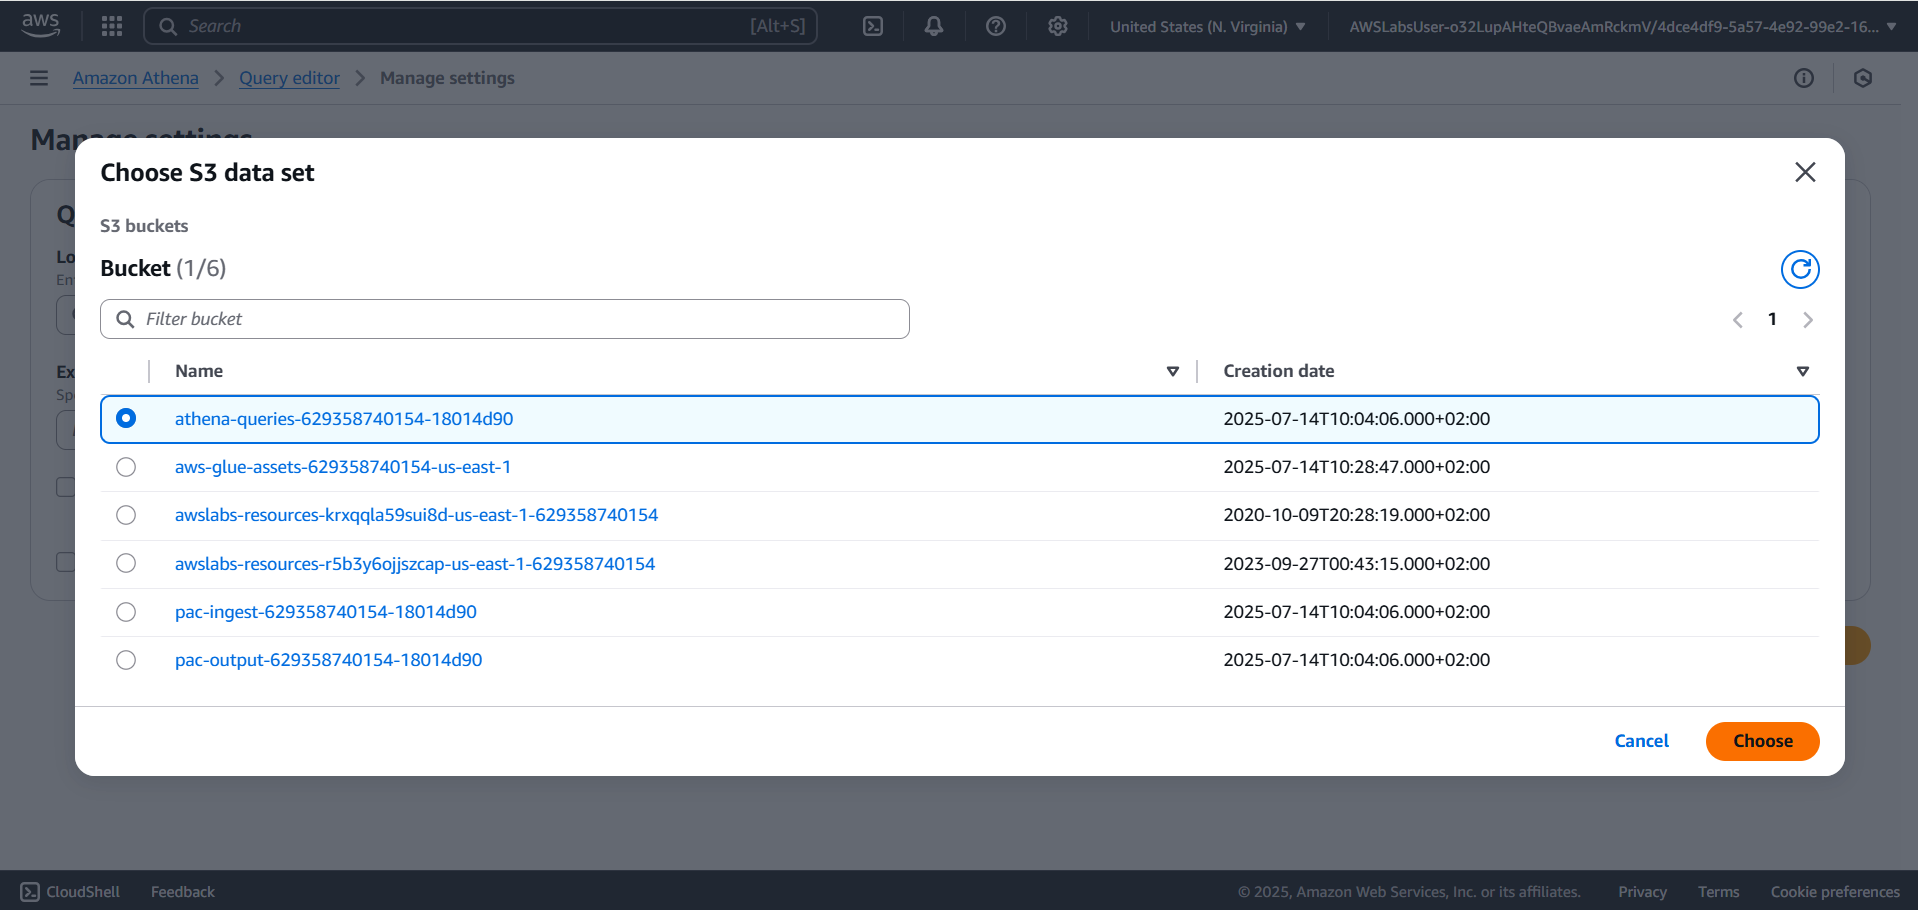 aws
Search [Alt+S]
United States (N. Virginia)
AWSLabsUser-o32LupAHteQBvaeAmRckmV/4dce4df9-5a57-4e92-99e2-16...
Amazon Athena > Query editor > Manage settings
Manage settings
Choose S3 data set
S3 buckets
Bucket (1/6)
Filter bucket
1
Name Creation date
athena-queries-629358740154-18014d90 2025-07-14T10:04:06.000+02:00
aws-glue-assets-629358740154-us-east-1 2025-07-14T10:28:47.000+02:00
awslabs-resources-krxqqla59sui8d-us-east-1-629358740154 2020-10-09T20:28:19.000+02:00
awslabs-resources-r5b3y6ojjszcap-us-east-1-629358740154 2023-09-27T00:43:15.000+02:00
pac-ingest-629358740154-18014d90 2025-07-14T10:04:06.000+02:00
pac-output-629358740154-18014d90 2025-07-14T10:04:06.000+02:00
Cancel Choose
CloudShell Feedback
© 2025, Amazon Web Services, Inc. or its affiliates. Privacy Terms Cookie preferences